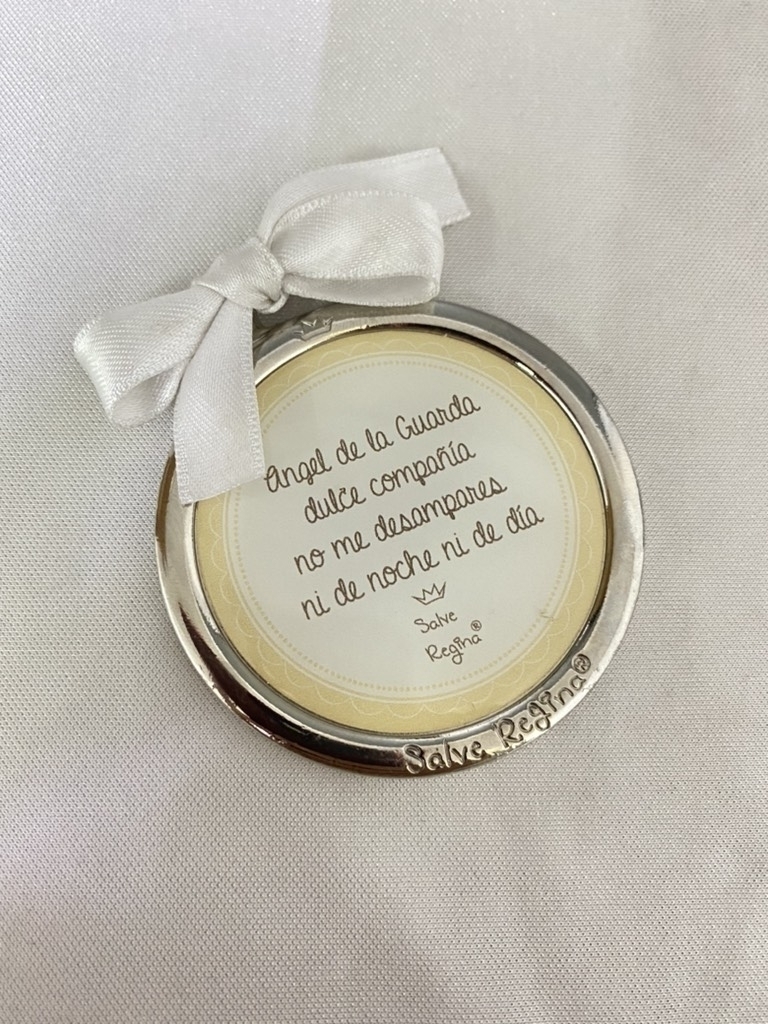 Angel de la Guarda
dulce compañía
no me desampares
ni de noche ni de día
Salve
Regina®
Salve Regina®